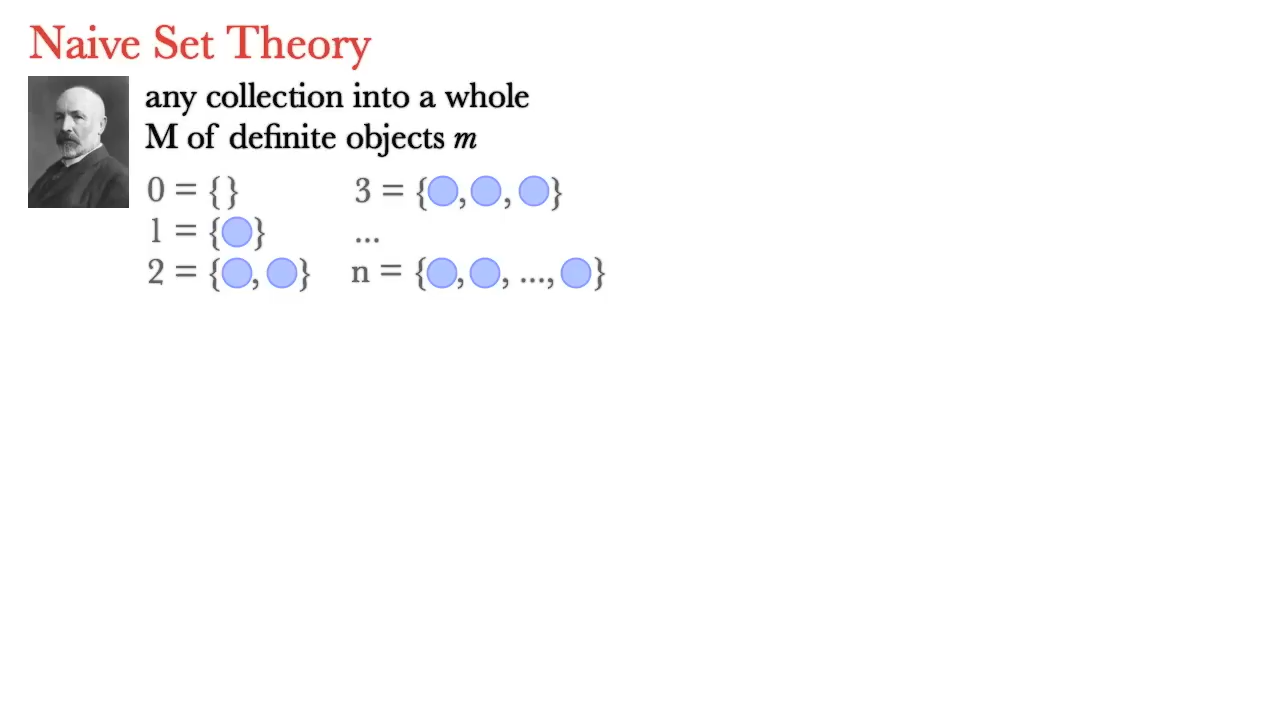 Naive Set Theory
any collection into a whole
M of definite objects m
0 = {}
1 = {●}
2 = {●, ●}
3 = {●, ●, ●}
...
n = {●, ●, ..., ●}